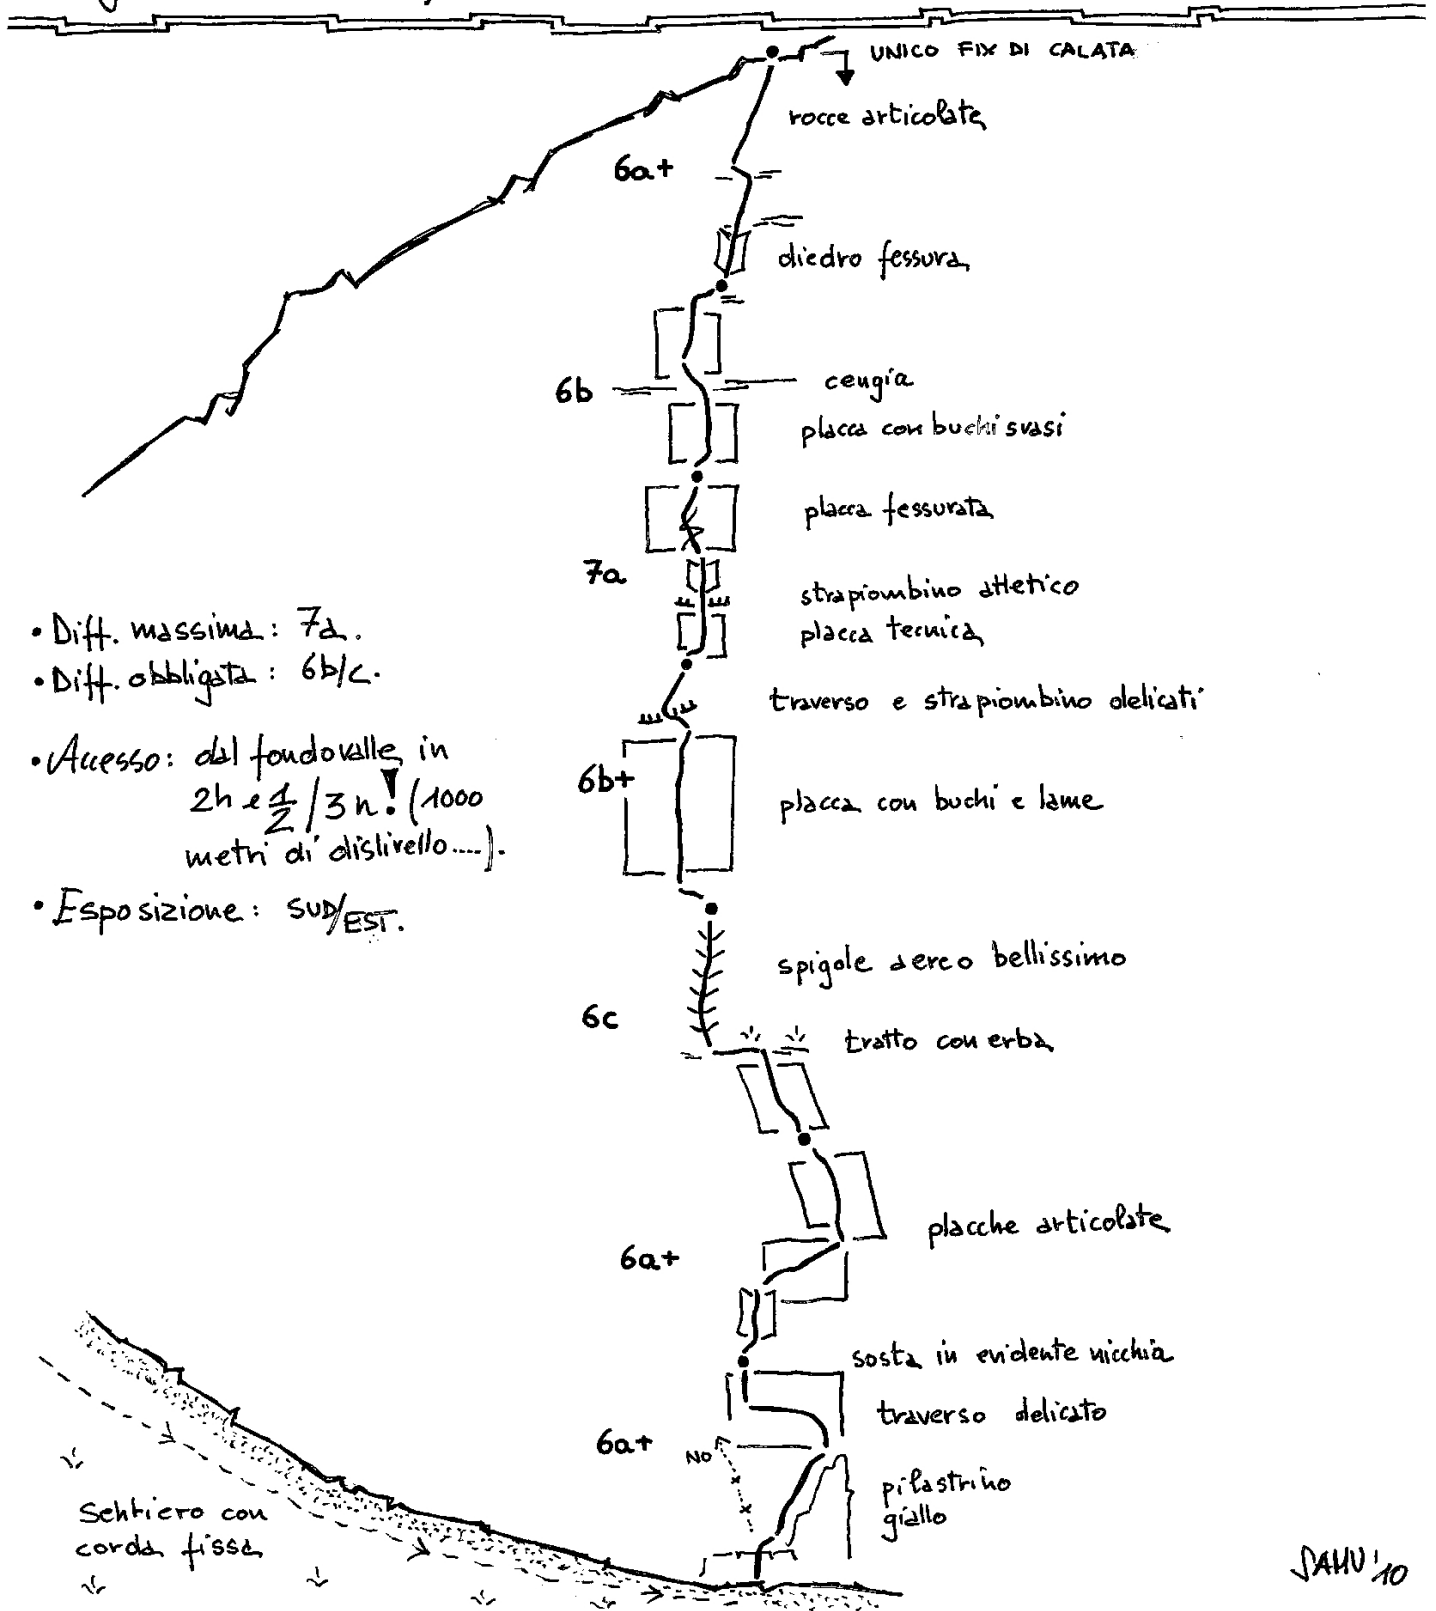 UNICO FIX DI CALATA
rocce articolate
6a+
diedro fessura
6b
cengia
placca con buchi svasi
placca fessurata
7a
strapiombino atletico
placca tecnica
• Diff. massima: 7a.
• Diff. obbligata: 6b/c.
traverso e strapiombino delicati
• Accesso: dal fondovalle in
2h e 1/2 / 3h! (1000
metri di dislivello....).
6b+
placca con buchi e lame
• Esposizione: SUD/EST.
spigolo aereo bellissimo
6c
tratto con erba
placche articolate
6a+
sosta in evidente nicchia
traverso delicato
6a+
NO
pilastrino
giallo
Sentiero con
corda fissa
SAMU '10